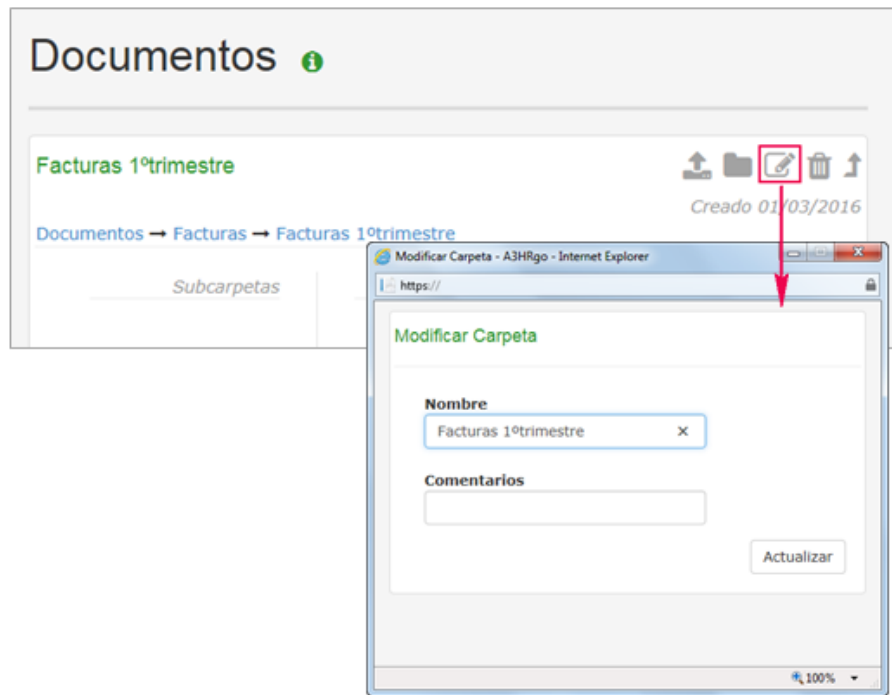 Documentos
Facturas 1ºtrimestre
Creado 01/03/2016
Documentos → Facturas → Facturas 1ºtrimestre
Subcarpetas
Modificar Carpeta - A3HRgo - Internet Explorer
https://
Modificar Carpeta
Nombre
Facturas 1ºtrimestre
Comentarios
Actualizar
100%